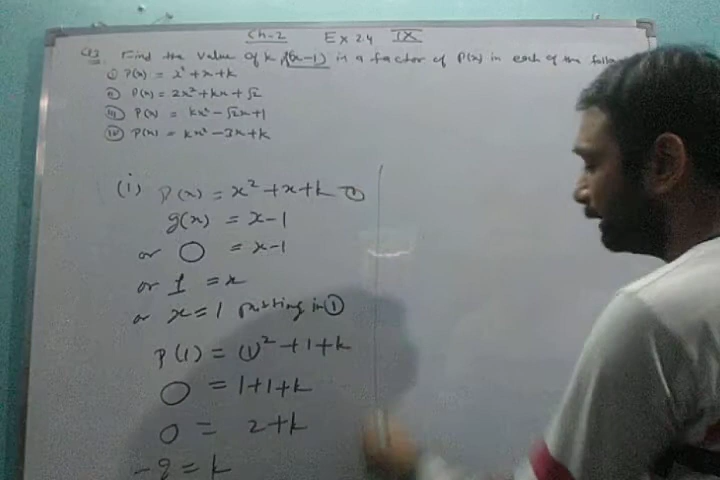 Ch-2 Ex 2.4 IX
Q3 Find the value of k, if (x-1) is a factor of P(x) in each of the follo
(i) P(x) = x² + x + k
(ii) P(x) = 2x² + kx + √2
(iii) P(x) = kx² - √2x + 1
(iv) P(x) = kx² - 3x + k
(i) P(x) = x² + x + k ①
g(x) = x-1
or 0 = x-1
or 1 = x
or x = 1 putting in ①
P(1) = (1)² + 1 + k
0 = 1+1+k
0 = 2+k
-2 = k